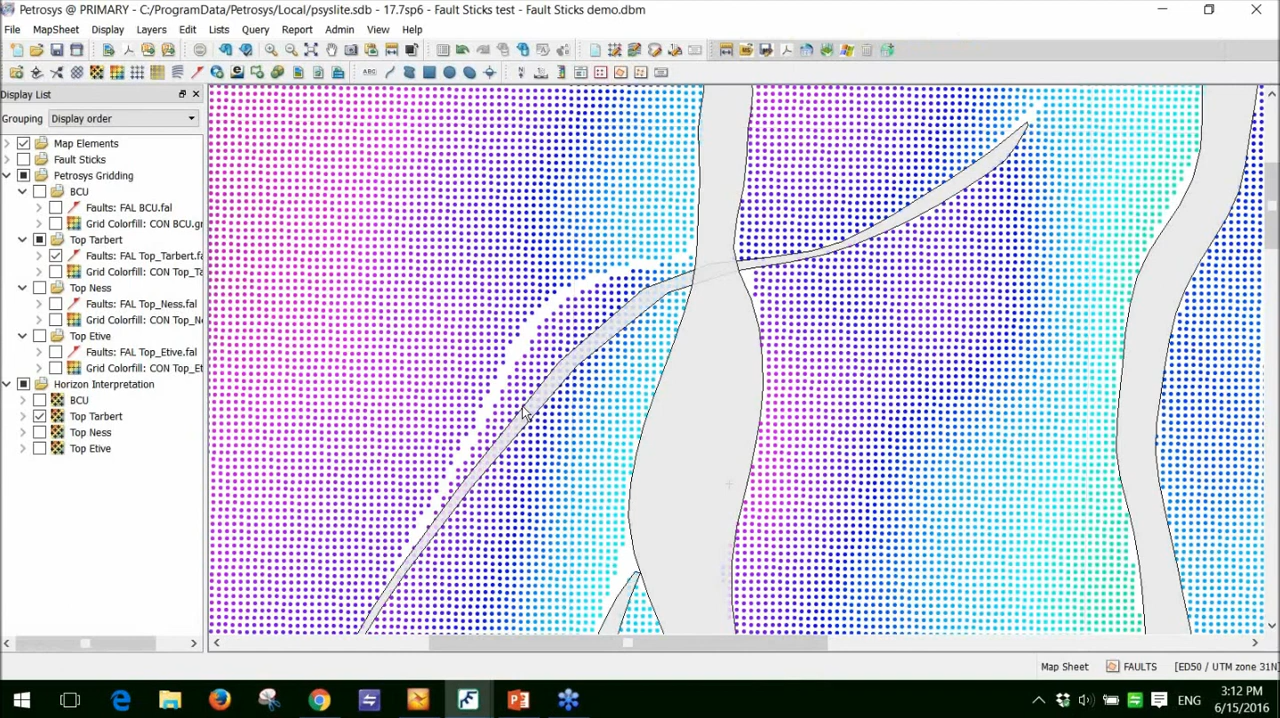 Petrosys @ PRIMARY - C:/ProgramData/Petrosys/Local/psyslite.sdb - 17.7sp6 - Fault Sticks test - Fault Sticks demo.dbm
File MapSheet Display Layers Edit Lists Query Report Admin View Help
ABC
Display List
Grouping Display order
Map Elements
Fault Sticks
Petrosys Gridding
BCU
Faults: FAL BCU.fal
Grid Colorfill: CON BCU.gr
Top Tarbert
Faults: FAL Top_Tarbert.fa
Grid Colorfill: CON Top_Ta
Top Ness
Faults: FAL Top_Ness.fal
Grid Colorfill: CON Top_Ne
Top Etive
Faults: FAL Top_Etive.fal
Grid Colorfill: CON Top_Et
Horizon Interpretation
BCU
Top Tarbert
Top Ness
Top Etive
Map Sheet FAULTS [ED50 / UTM zone 31N]
ENG
3:12 PM
6/15/2016